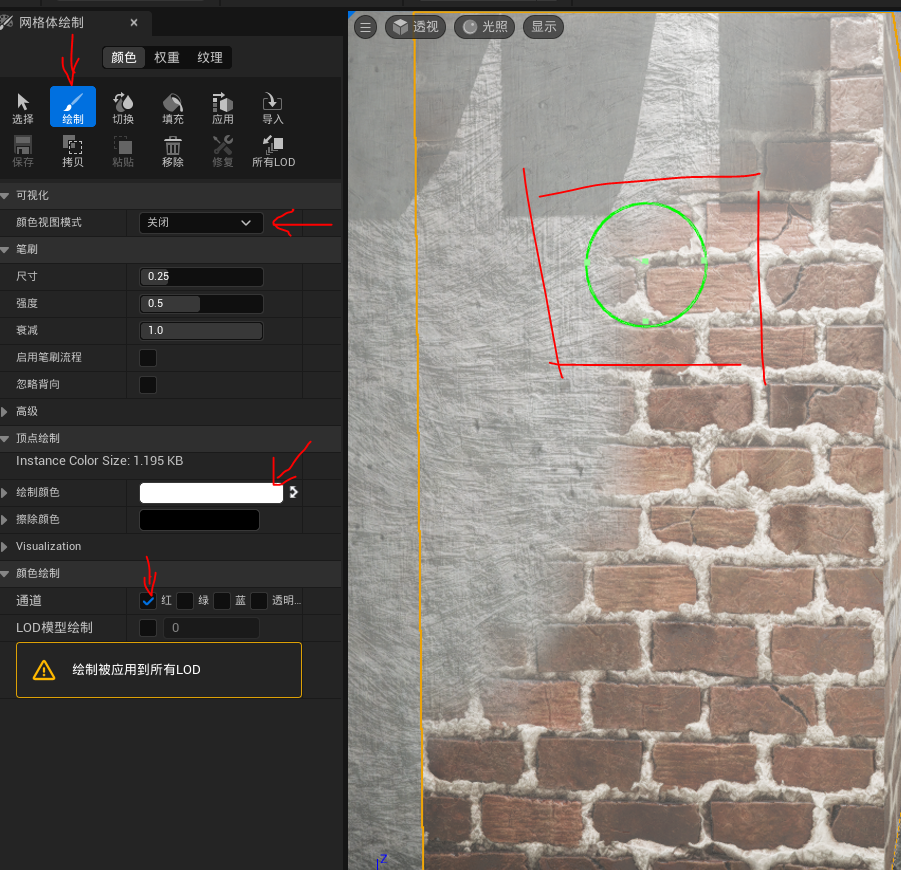 网格体绘制
透视 光照 显示
颜色 权重 纹理
选择 绘制 切换 填充 应用 导入
保存 拷贝 粘贴 移除 修复 所有LOD
可视化
颜色视图模式 关闭
笔刷
尺寸 0.25
强度 0.5
衰减 1.0
启用笔刷流程
忽略背向
高级
顶点绘制
Instance Color Size: 1.195 KB
绘制颜色
擦除颜色
Visualization
颜色绘制
通道 红 绿 蓝 透明...
LOD模型绘制 0
绘制被应用到所有LOD
Z